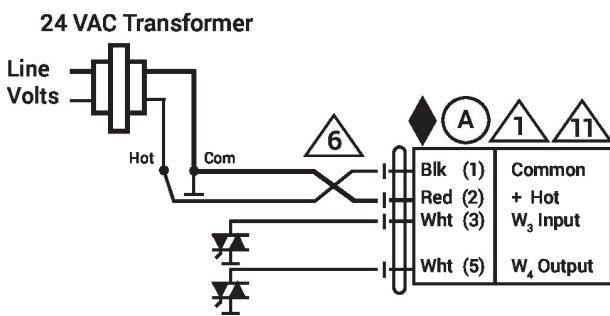 24 VAC Transformer
Line
Volts
Hot
Com
6
A
1
11
Blk (1) Common
Red (2) + Hot
Wht (3) W₃ Input
Wht (5) W₄ Output